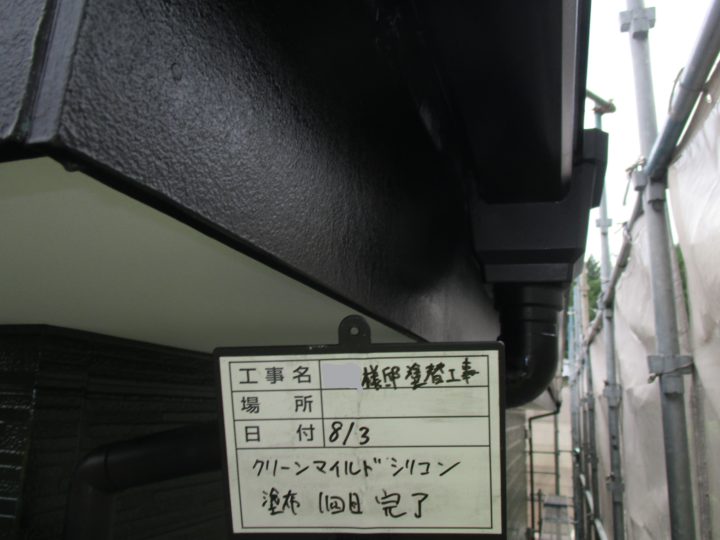 工事名 様邸塗替工事
場所
日付 8/3
クリーンマイルドシリコン
塗布 1回目 完了